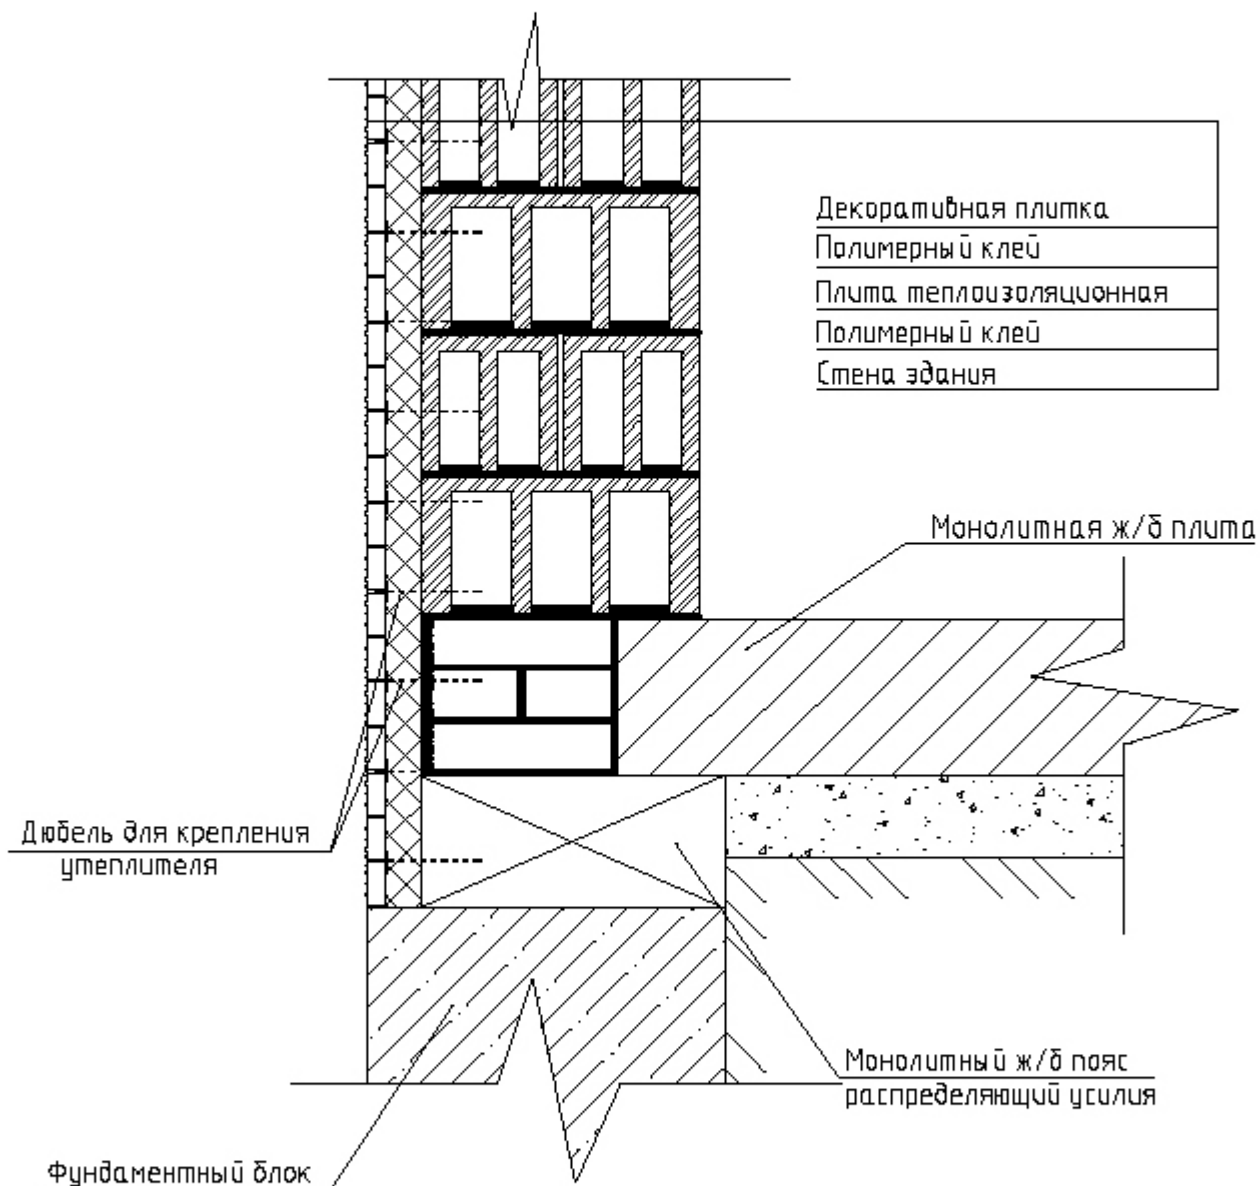 Декоративная плитка
Полимерный клей
Плита теплоизоляционная
Полимерный клей
Стена здания
Монолитная ж/б плита
Дюбель для крепления
утеплителя
Монолитный ж/б пояс
распределяющий усилия
Фундаментный блок